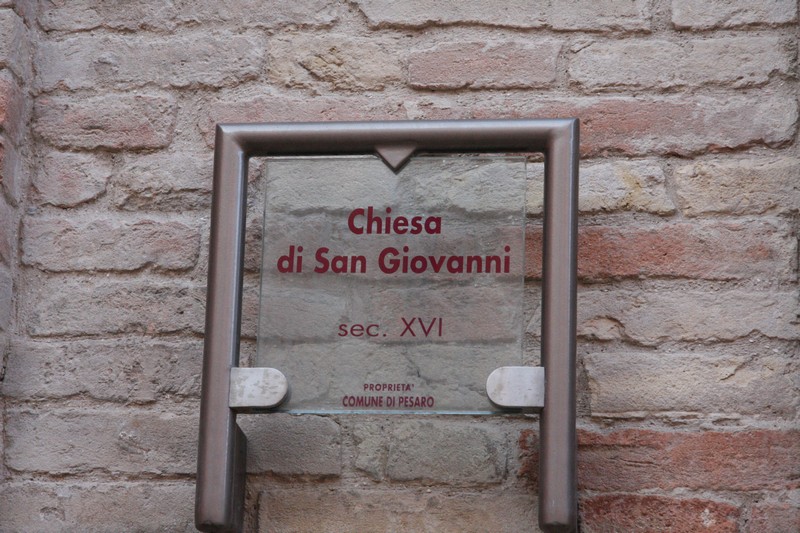 Chiesa
di San Giovanni
sec. XVI
PROPRIETA'
COMUNE DI PESARO